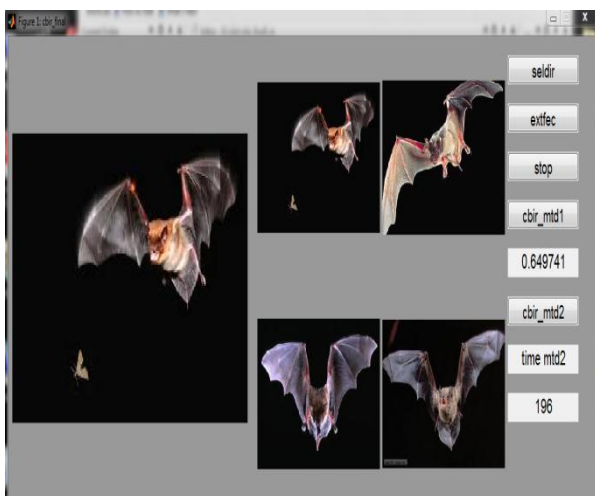 Figure 1: cbir_final
seldir
extfec
stop
cbir_mtd1
0.649741
cbir_mtd2
time mtd2
196